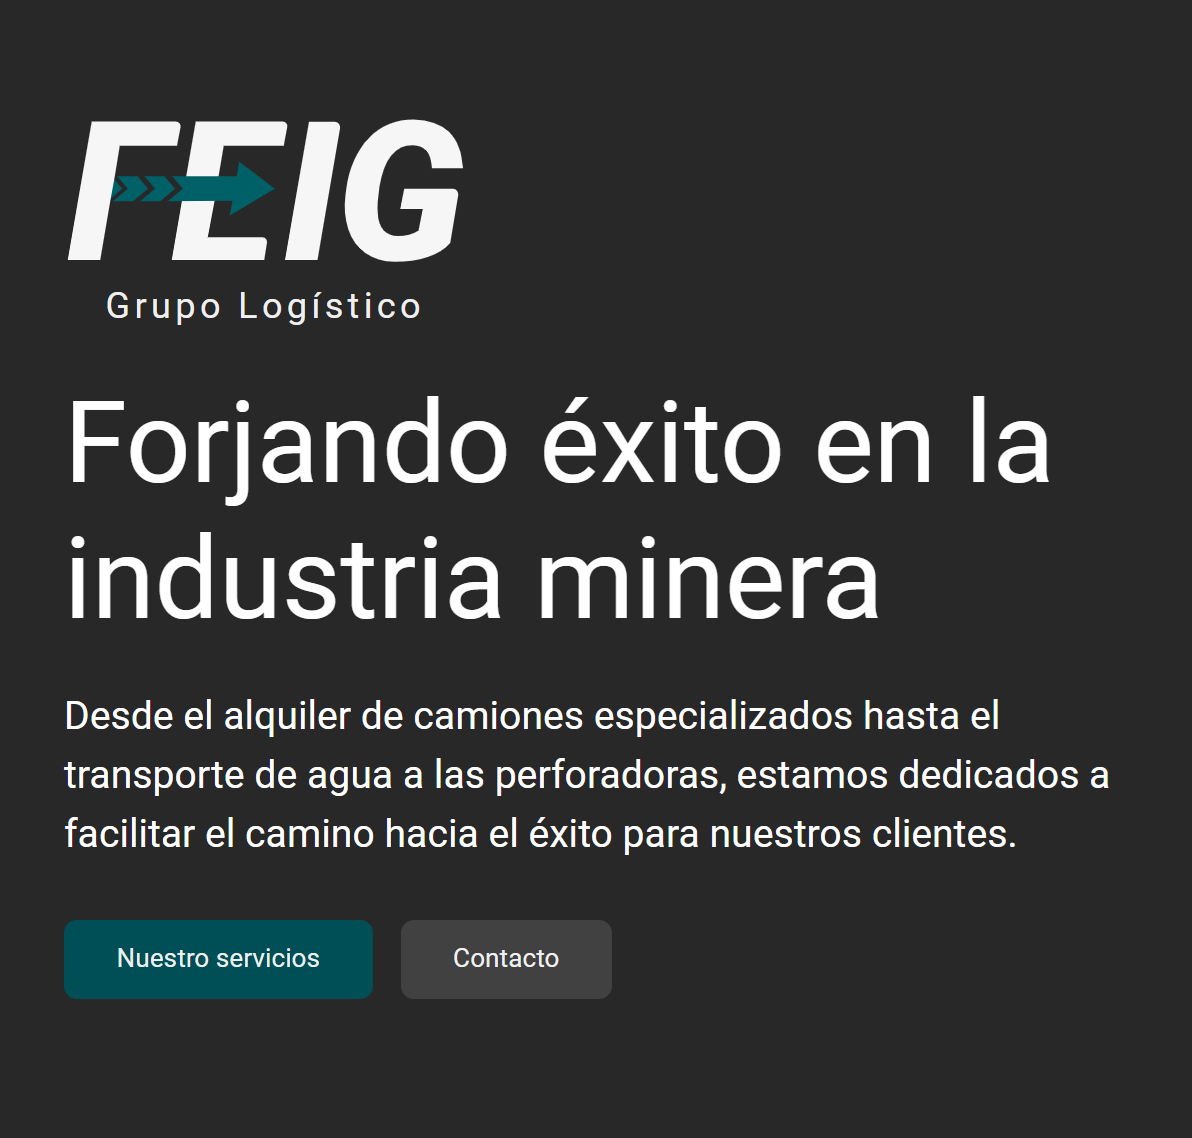 FEIG
Grupo Logístico
Forjando éxito en la
industria minera
Desde el alquiler de camiones especializados hasta el
transporte de agua a las perforadoras, estamos dedicados a
facilitar el camino hacia el éxito para nuestros clientes.
Nuestro servicios
Contacto